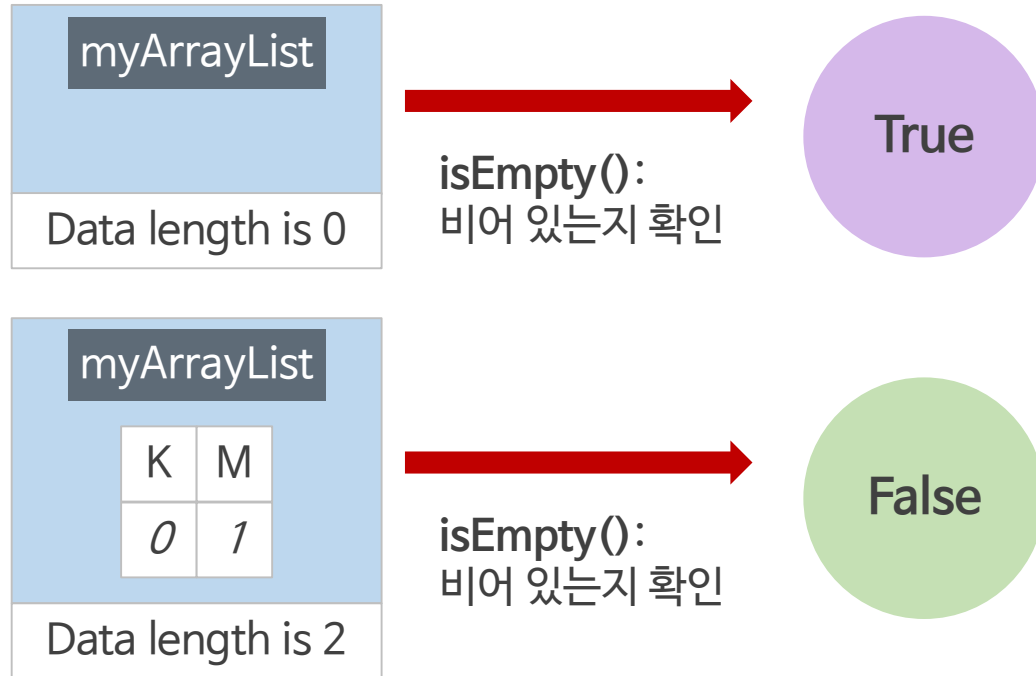 myArrayList
Data length is 0
isEmpty():
비어 있는지 확인
True
myArrayList
K M
0 1
Data length is 2
isEmpty():
비어 있는지 확인
False